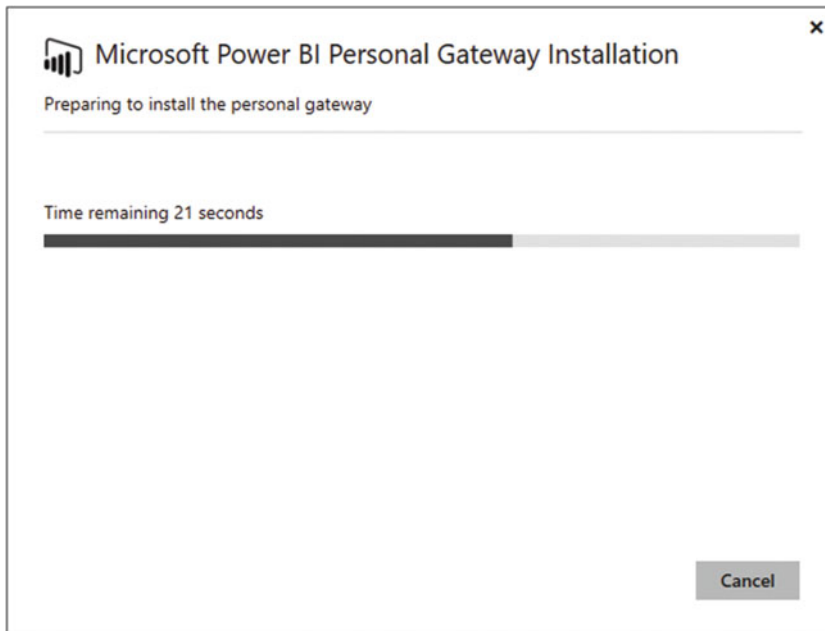 Microsoft Power BI Personal Gateway Installation
Preparing to install the personal gateway
Time remaining 21 seconds
Cancel